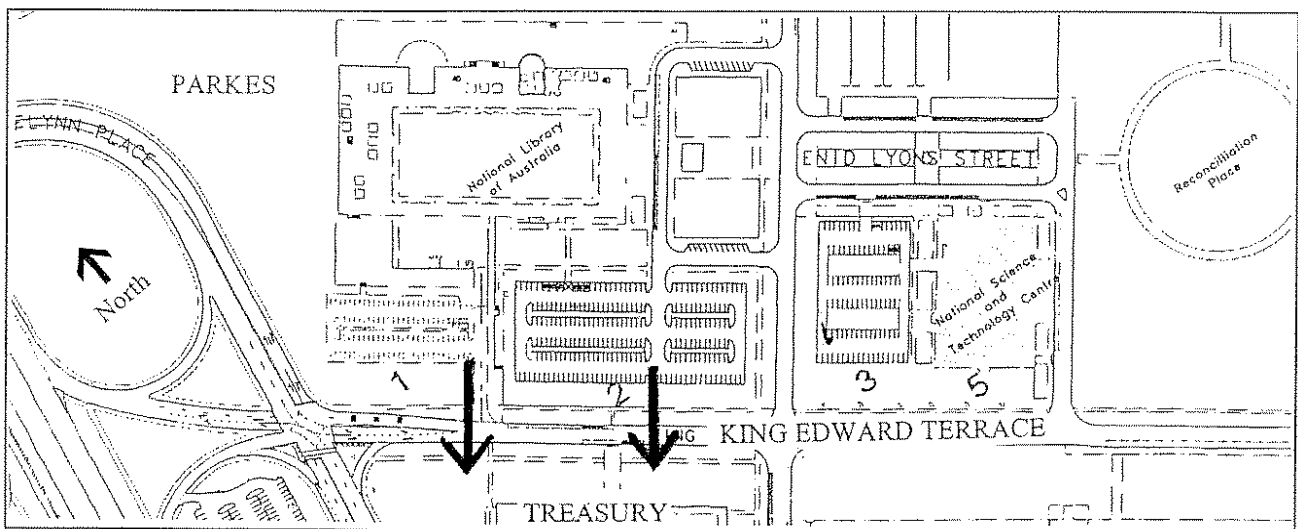 PARKES
ELYNN PLACE
North
National Library
of Australia
ENID LYONS STREET
Reconciliation
Place
National Science
and
Technology Centre
1
2
3
5
KING EDWARD TERRACE
TREASURY